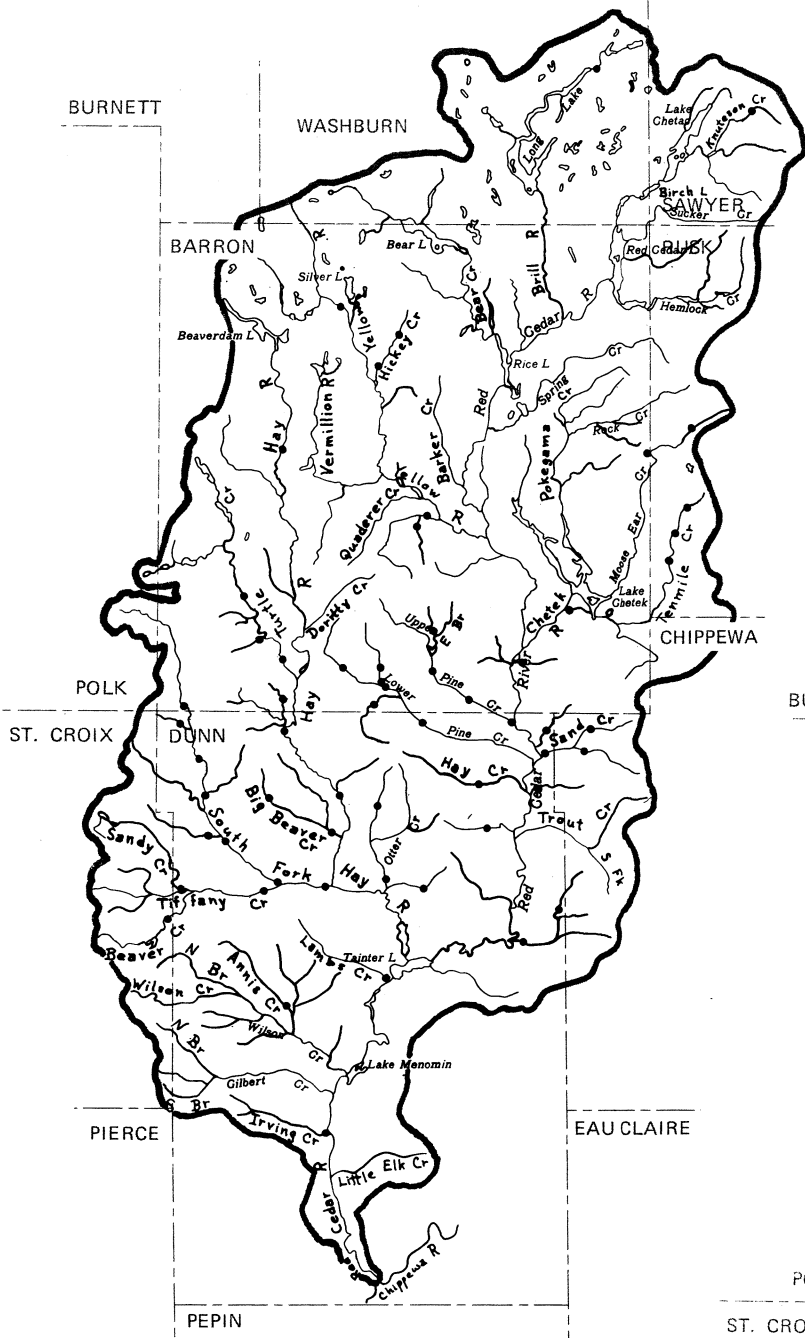 BURNETT
WASHBURN
Long
Lake
Lake
Chetac
Knuteson Cr
Birch L
SAWYER
Sucker Cr
BARRON
R
Bear L
R
Red Cedar L
RUSK
Silver L
Bear Cr
Brill
Hemlock Cr
Yellow
Hickey Cr
Cedar R
Beaverdam L
Rice L
Hay R
Vermillion R
Barker Cr
Red
Spring Cr
Cr
Rock Cr
Pokegama
Quaderer Cr
Yellow R
Moose Ear Cr
Tenmile Cr
Cr
Turtle
R
Doritty Cr
Upper
Br
Chetek R
Lake
Chetek
River
CHIPPEWA
POLK
Hay
Lower
Pine Cr
Pine Cr
BU
ST. CROIX
DUNN
Sand Cr
Hay Cr
Cedar
Big Beaver
Cr
South
Fork
Hay
R
Otter Cr
Trout Cr
S Fk
Sandy Cr
Tiffany Cr
Red
Beaver Cr
N
Br
Annis Cr
Lambs Cr
Tainter L
Wilson Cr
N Br
Wilson Cr
Lake Menomin
Gilbert Cr
S Br
PIERCE
Irving Cr
EAU CLAIRE
R
Little Elk Cr
Cedar
Red
Chippewa R
PEPIN
ST. CRO